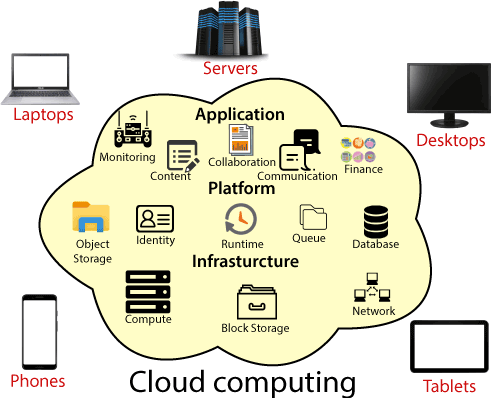 Servers
Laptops
Desktops
Application
Monitoring
Content
Collaboration
Communication
Finance
Platform
Object
Storage
Identity
Runtime
Queue
Database
Infrasturcture
Compute
Block Storage
Network
Phones
Cloud computing
Tablets